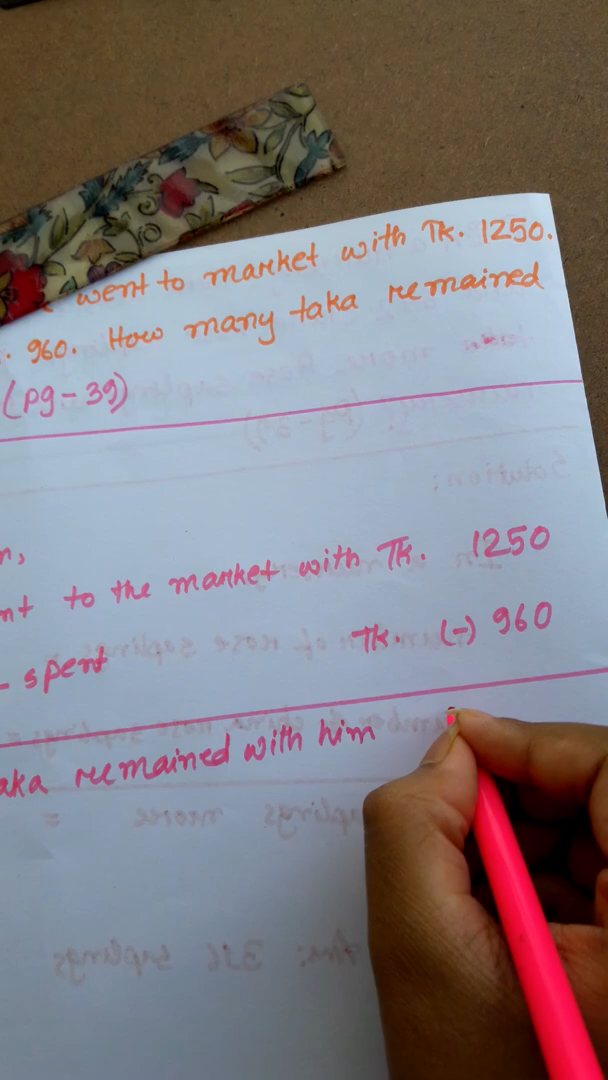 went to market with Tk. 1250.
. 960. How many taka remained
(pg-39)
n,
nt to the market with Tk. 1250
- spent Tk. (-) 960
aka remained with him